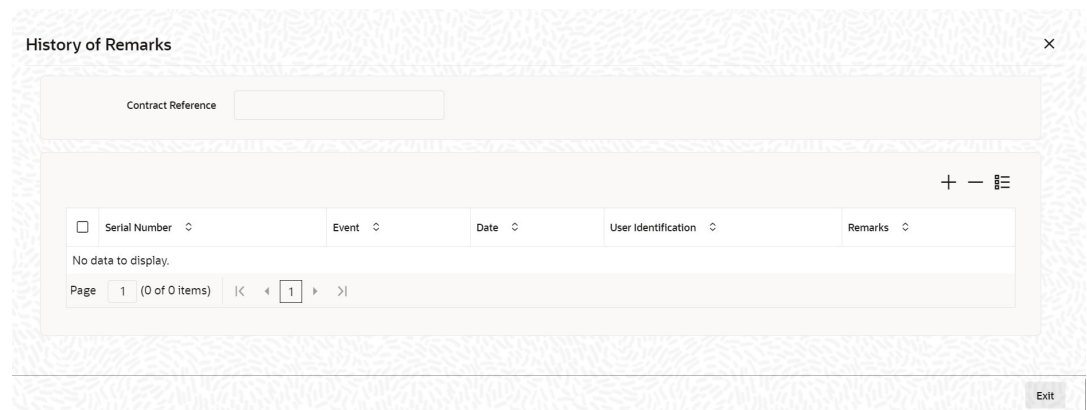 History of Remarks
Contract Reference
Serial Number Event Date User Identification Remarks
No data to display.
Page 1 (0 of 0 items) 1
Exit